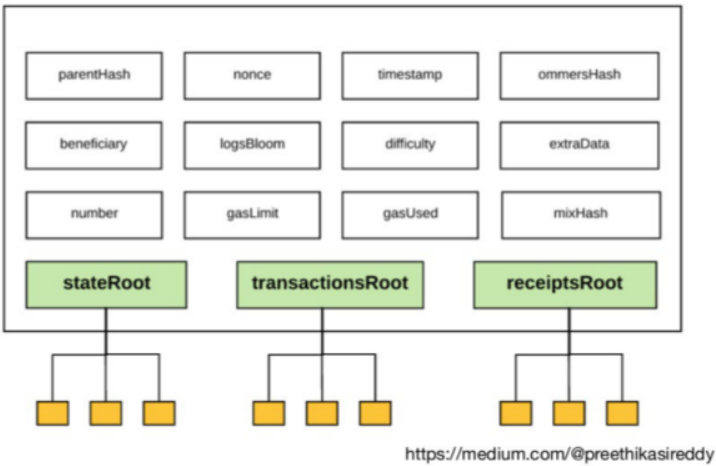 parentHash nonce timestamp ommersHash
beneficiary logsBloom difficulty extraData
number gasLimit gasUsed mixHash
stateRoot transactionsRoot receiptsRoot
https://medium.com/@preethikasireddy